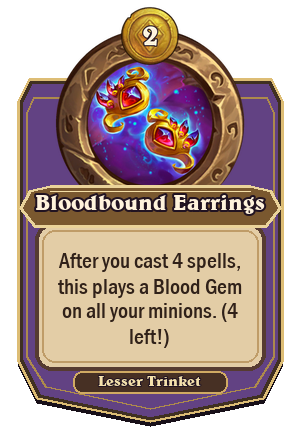 2
Bloodbound Earrings
After you cast 4 spells,
this plays a Blood Gem
on all your minions. (4
left!)
Lesser Trinket